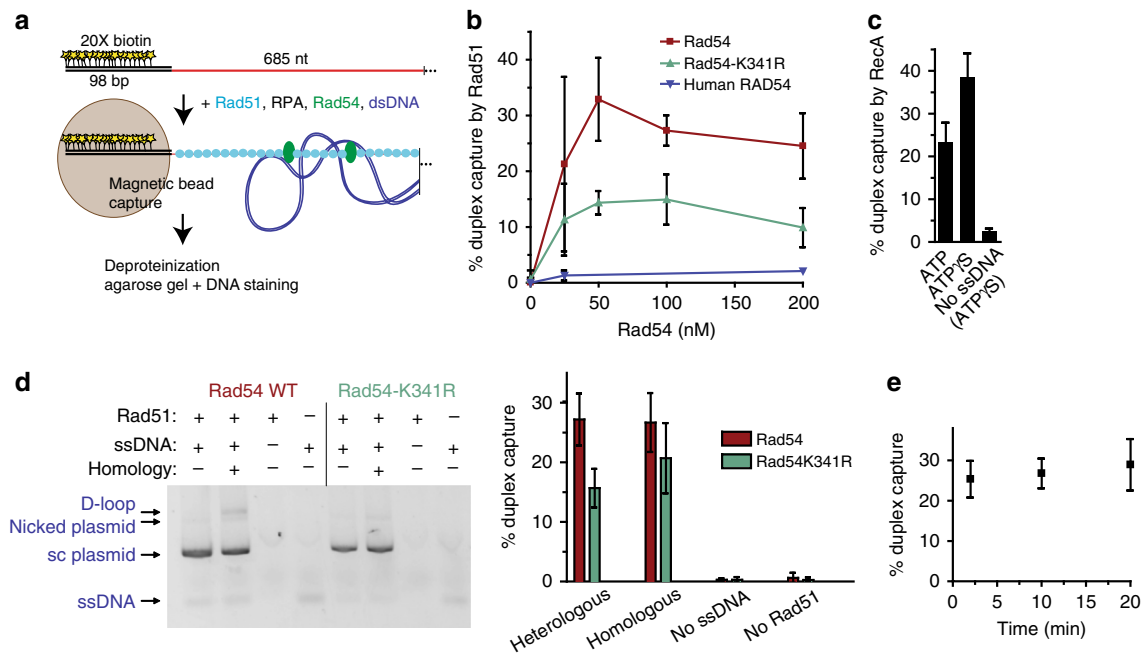 a
20X biotin
685 nt
98 bp
+ Rad51, RPA, Rad54, dsDNA
Magnetic bead
capture
Deproteinization
agarose gel + DNA staining
b
% duplex capture by Rad51
40
30
20
10
0
0
50
100
150
200
Rad54 (nM)
Rad54
Rad54-K341R
Human RAD54
c
% duplex capture by RecA
40
30
20
10
0
ATP
ATPγS
No ssDNA
(ATPγS)
d
Rad54 WT
Rad54-K341R
Rad51: + + + – + + + –
ssDNA: + + – + + + – +
Homology: – + – +
D-loop
Nicked plasmid
sc plasmid
ssDNA
% duplex capture
30
20
10
0
Rad54
Rad54K341R
Heterologous
Homologous
No ssDNA
No Rad51
e
% duplex capture
30
20
10
0
0
5
10
15
20
Time (min)